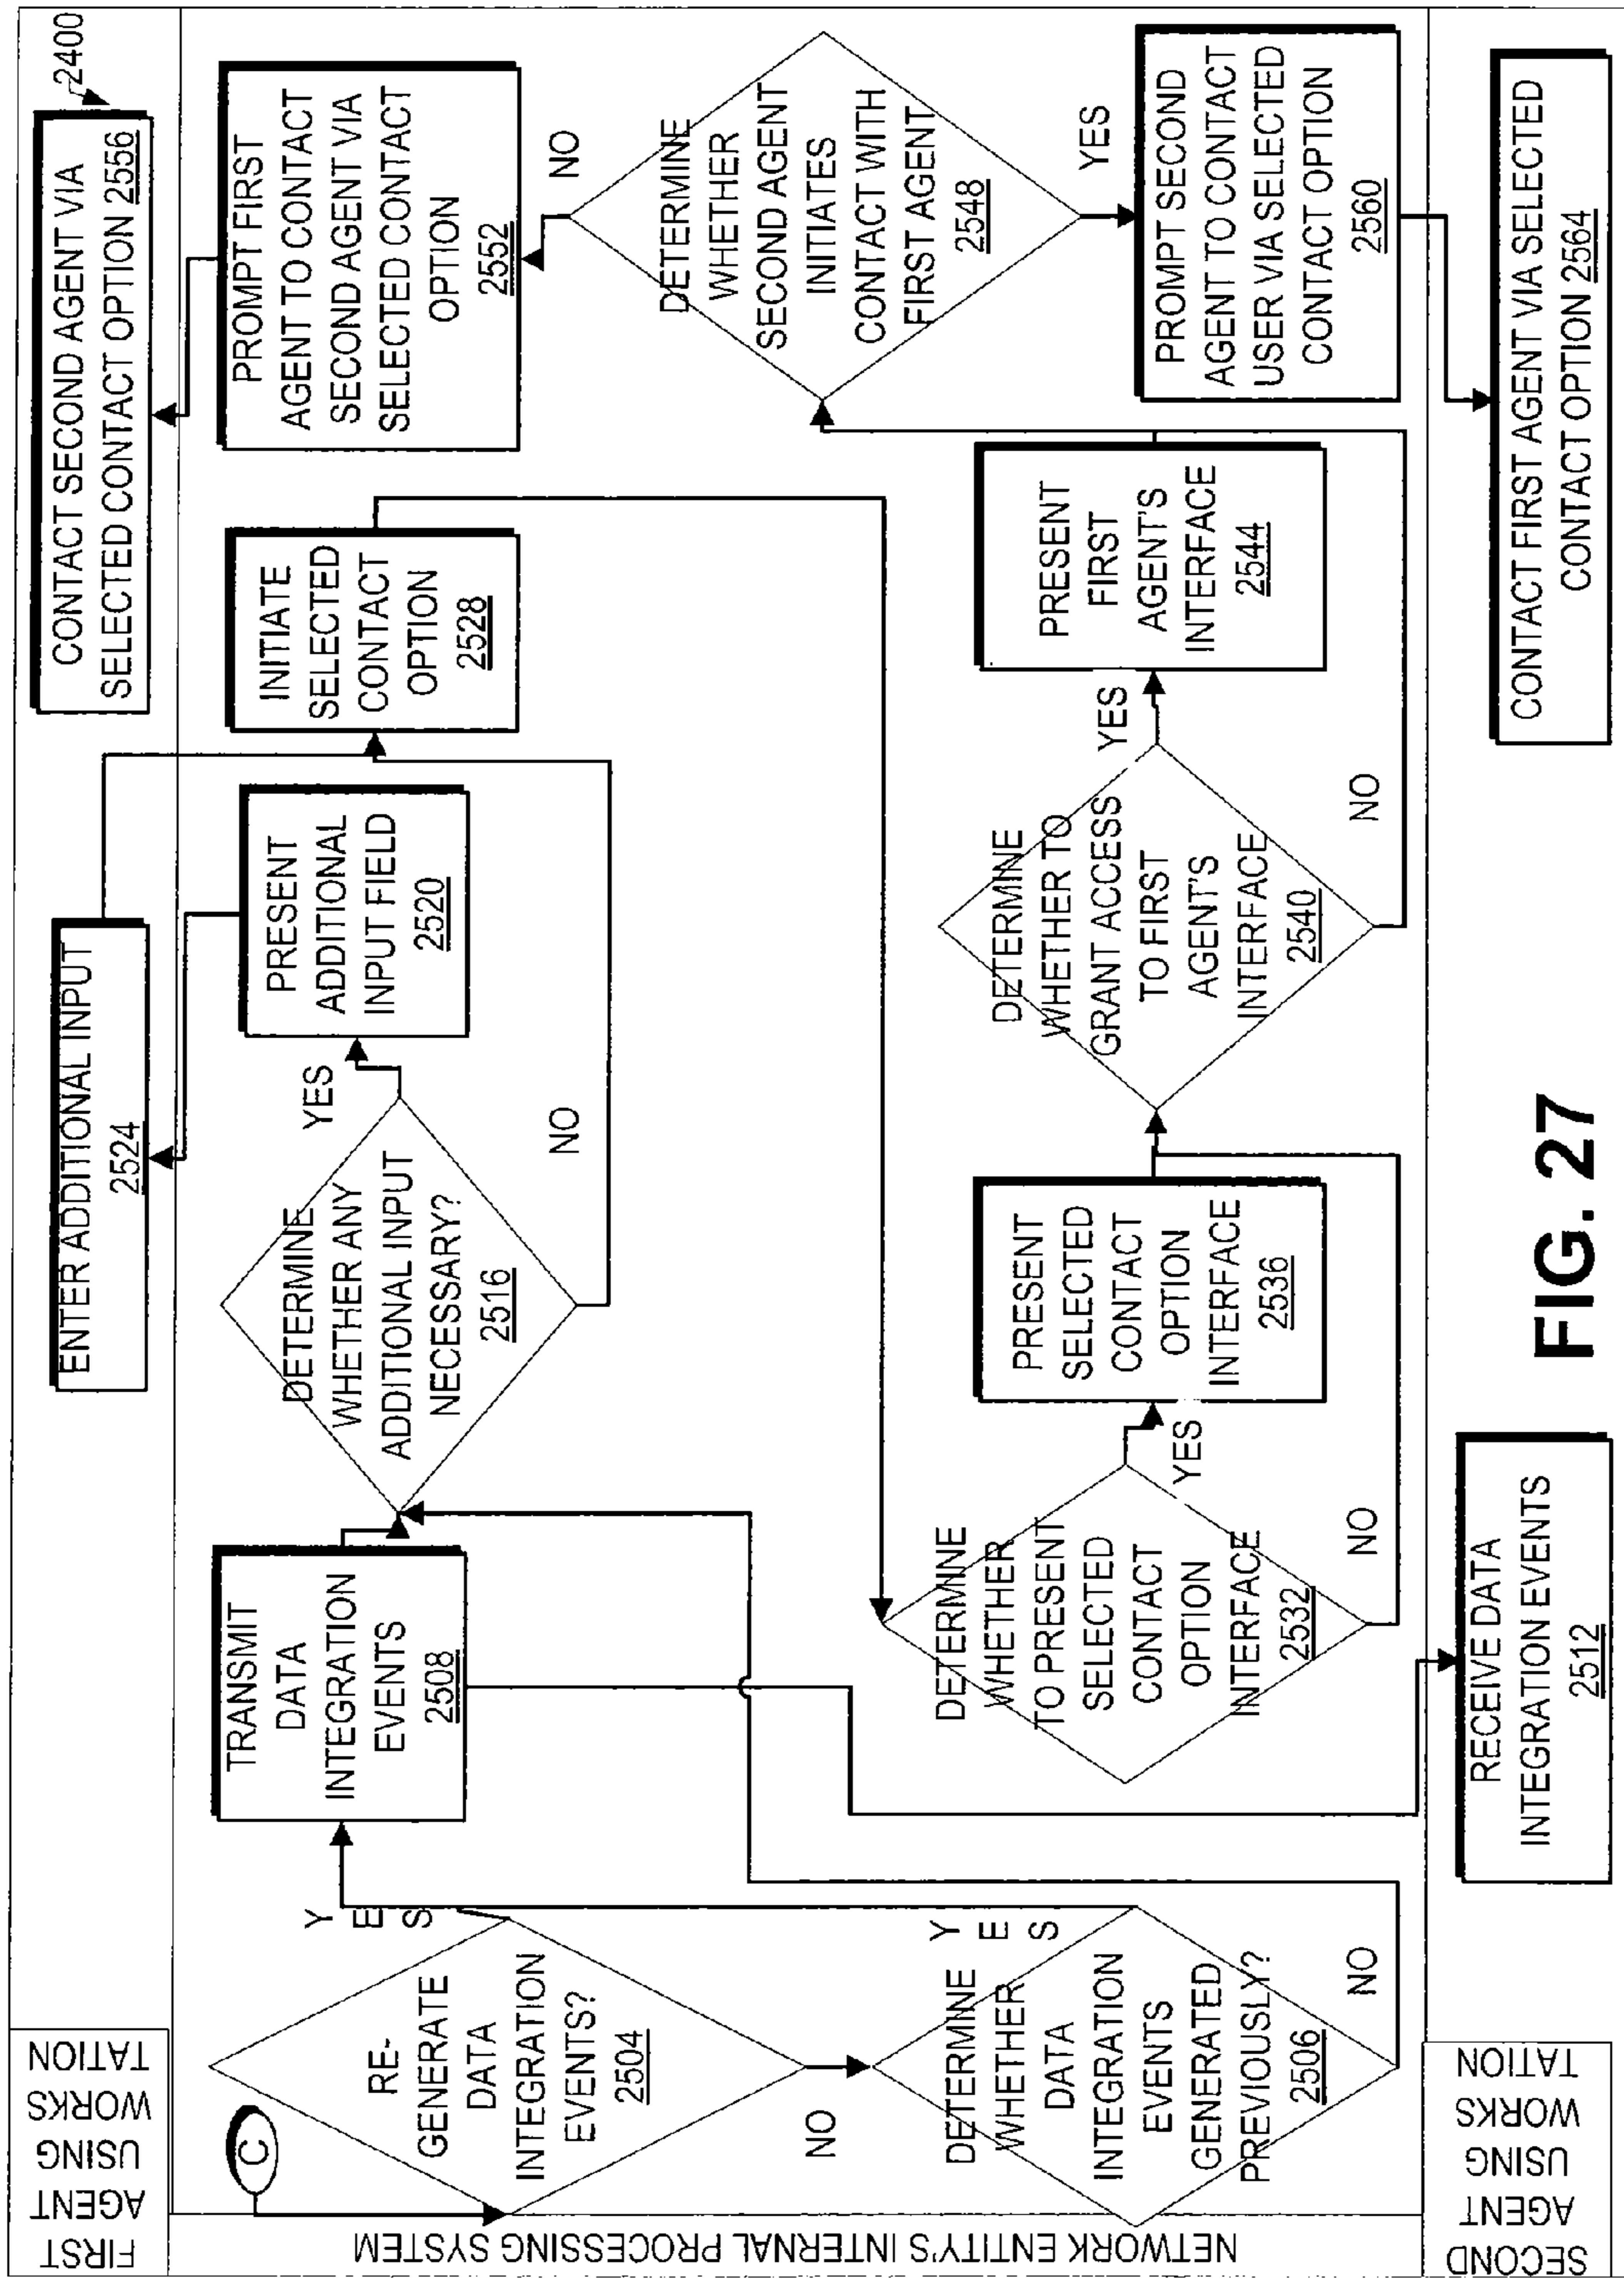 FIRST
AGENT
USING
WORKS
TATION
2400
ENTER ADDITIONAL INPUT
2524
CONTACT SECOND AGENT VIA
SELECTED CONTACT OPTION 2556
NETWORK ENTITY'S INTERNAL PROCESSING SYSTEM
C
RE-
GENERATE
DATA
INTEGRATION
EVENTS?
2504
YES
NO
DETERMINE
WHETHER
DATA
INTEGRATION
EVENTS
GENERATED
PREVIOUSLY?
2506
YES
NO
TRANSMIT
DATA
INTEGRATION
EVENTS
2508
DETERMINE
WHETHER ANY
ADDITIONAL INPUT
NECESSARY?
2516
YES
NO
PRESENT
ADDITIONAL
INPUT FIELD
2520
INITIATE
SELECTED
CONTACT
OPTION
2528
DETERMINE
WHETHER
TO PRESENT
SELECTED
CONTACT
OPTION
INTERFACE
2532
YES
NO
PRESENT
SELECTED
CONTACT
OPTION
INTERFACE
2536
DETERMINE
WHETHER TO
GRANT ACCESS
TO FIRST
AGENT'S
INTERFACE
2540
YES
NO
PRESENT
FIRST
AGENT'S
INTERFACE
2544
DETERMINE
WHETHER
SECOND AGENT
INITIATES
CONTACT WITH
FIRST AGENT
2548
NO
YES
PROMPT FIRST
AGENT TO CONTACT
SECOND AGENT VIA
SELECTED CONTACT
OPTION
2552
PROMPT SECOND
AGENT TO CONTACT
USER VIA SELECTED
CONTACT OPTION
2560
SECOND
AGENT
USING
WORKS
TATION
RECEIVE DATA
INTEGRATION EVENTS
2512
CONTACT FIRST AGENT VIA SELECTED
CONTACT OPTION 2564
FIG. 27